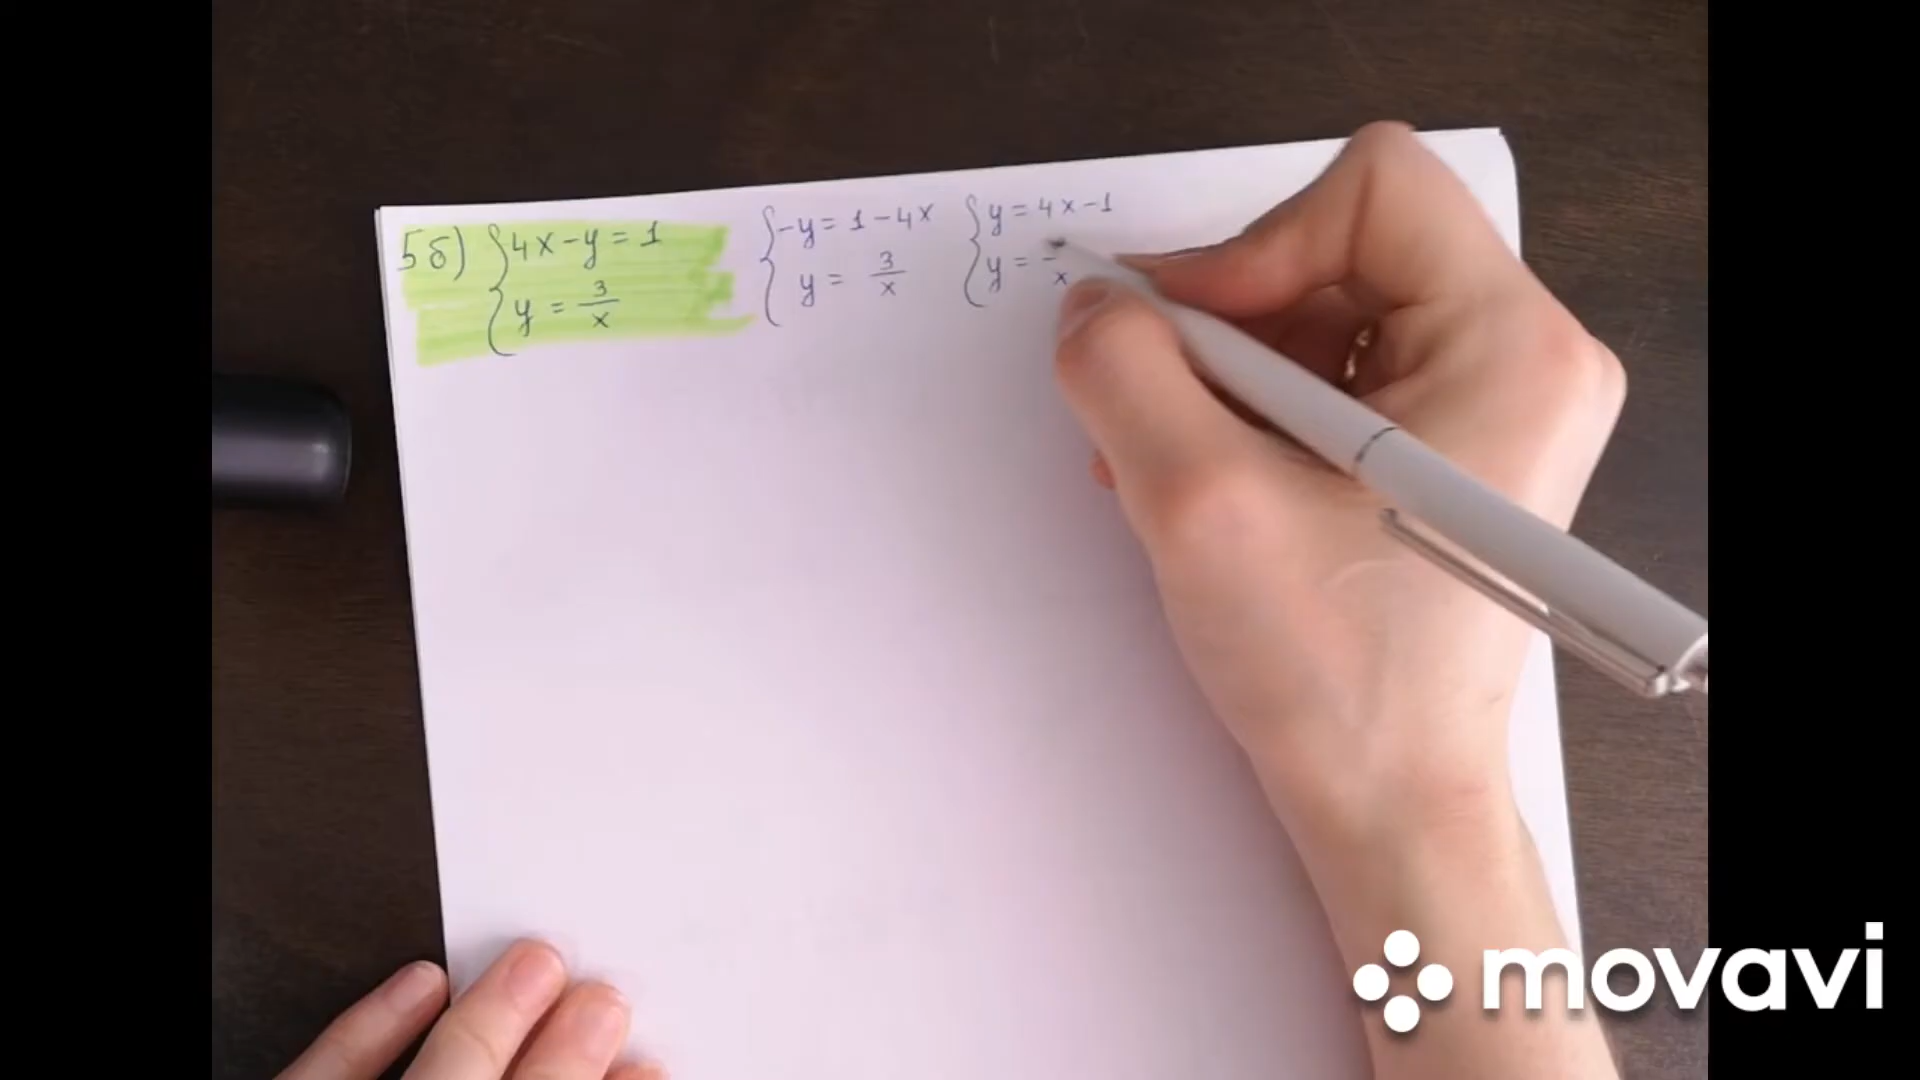 5б) { 4x - y = 1
y = 3/x
{ -y = 1 - 4x
y = 3/x
{ y = 4x - 1
y = /x
movavi